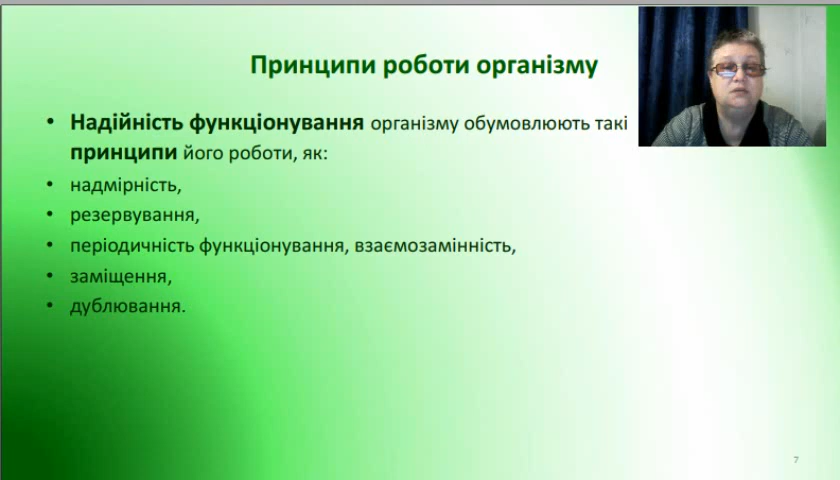 Принципи роботи організму
• Надійність функціонування організму обумовлюють такі
принципи його роботи, як:
• надмірність,
• резервування,
• періодичність функціонування, взаємозамінність,
• заміщення,
• дублювання.
7